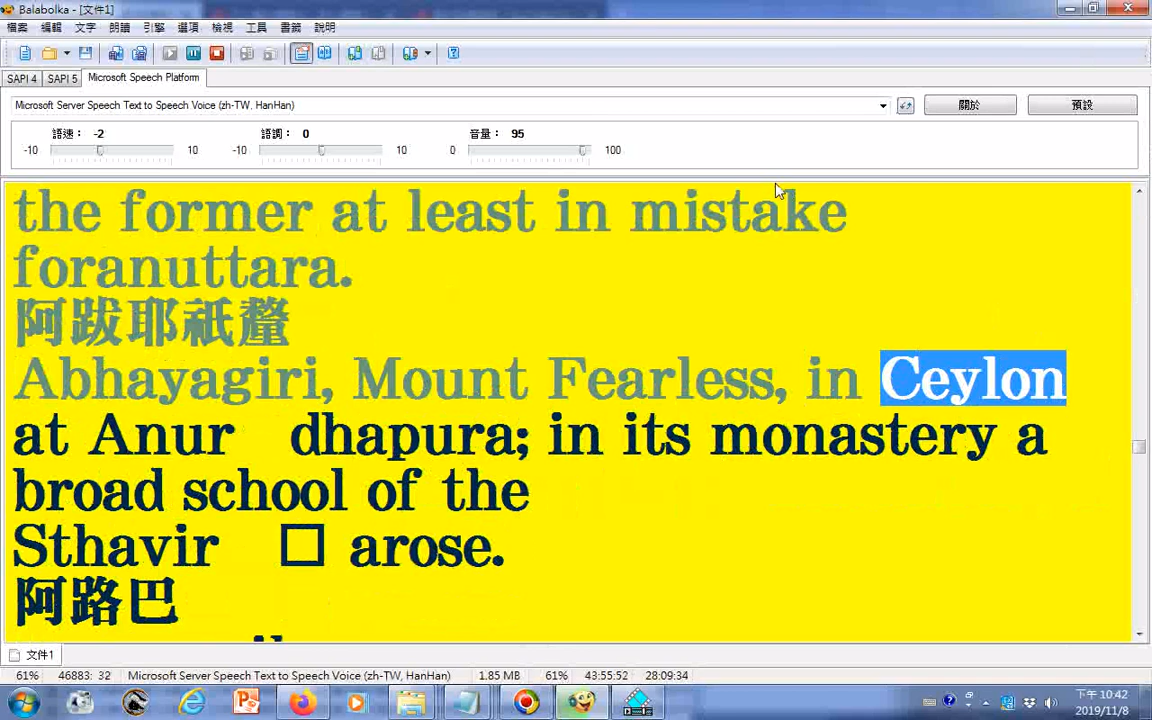 Balabolka - [文件1]
檔案 編輯 文字 朗讀 引擎 選項 檢視 工具 書籤 說明
SAPI 4 SAPI 5 Microsoft Speech Platform
Microsoft Server Speech Text to Speech Voice (zh-TW, HanHan) 關於 預設
語速： -2 語調： 0 音量： 95
-10 10 -10 10 0 100
the former at least in mistake
foranuttara.
阿跋耶祇釐
Abhayagiri, Mount Fearless, in Ceylon
at Anur dhapura; in its monastery a
broad school of the
Sthavir □ arose.
阿路巴
文件1
61% 46883: 32 Microsoft Server Speech Text to Speech Voice (zh-TW, HanHan) 1.85 MB 61% 43:55:52 28:09:34
下午 10:42
2019/11/8